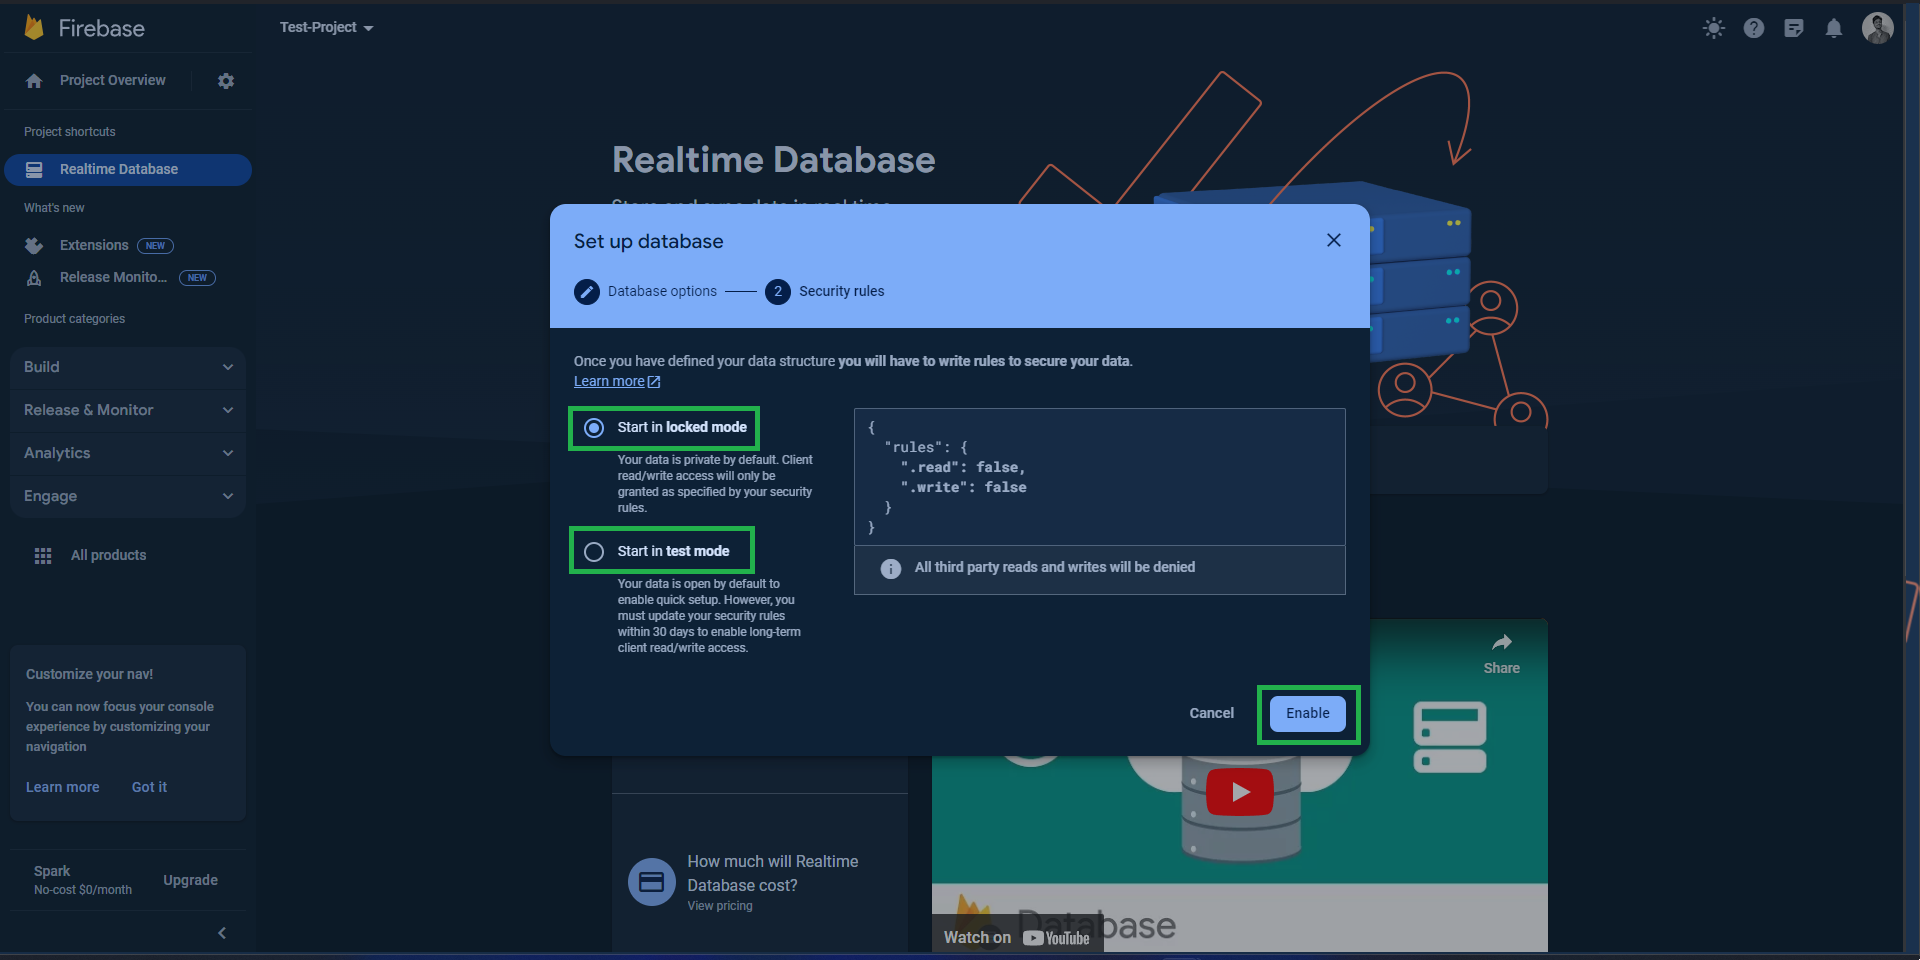 Firebase
Test-Project
Project Overview
Project shortcuts
Realtime Database
What's new
Extensions NEW
Release Monito... NEW
Product categories
Build
Release & Monitor
Analytics
Engage
All products
Customize your nav!
You can now focus your console
experience by customizing your
navigation
Learn more Got it
Spark
No-cost $0/month
Upgrade
Realtime Database
Store and sync data in real time
Set up database
Database options
2 Security rules
Once you have defined your data structure you will have to write rules to secure your data.
Learn more
Start in locked mode
Your data is private by default. Client
read/write access will only be
granted as specified by your security
rules.
Start in test mode
Your data is open by default to
enable quick setup. However, you
must update your security rules
within 30 days to enable long-term
client read/write access.
{
"rules": {
".read": false,
".write": false
}
}
All third party reads and writes will be denied
Cancel
Enable
Share
How much will Realtime
Database cost?
View pricing
Database
Watch on YouTube